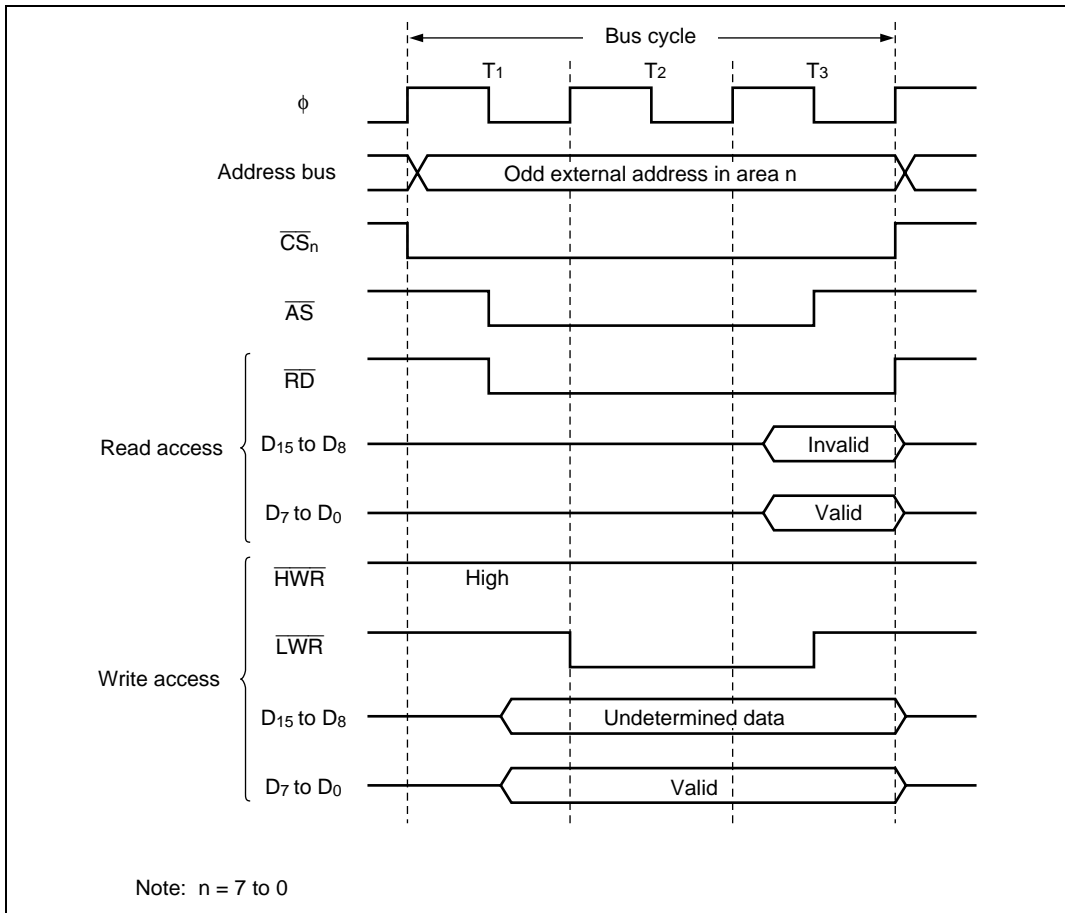 Bus cycle
T1 T2 T3
φ
Address bus Odd external address in area n
CSn
AS
RD
Read access D15 to D8 Invalid
D7 to D0 Valid
HWR High
LWR
Write access
D15 to D8 Undetermined data
D7 to D0 Valid
Note: n = 7 to 0